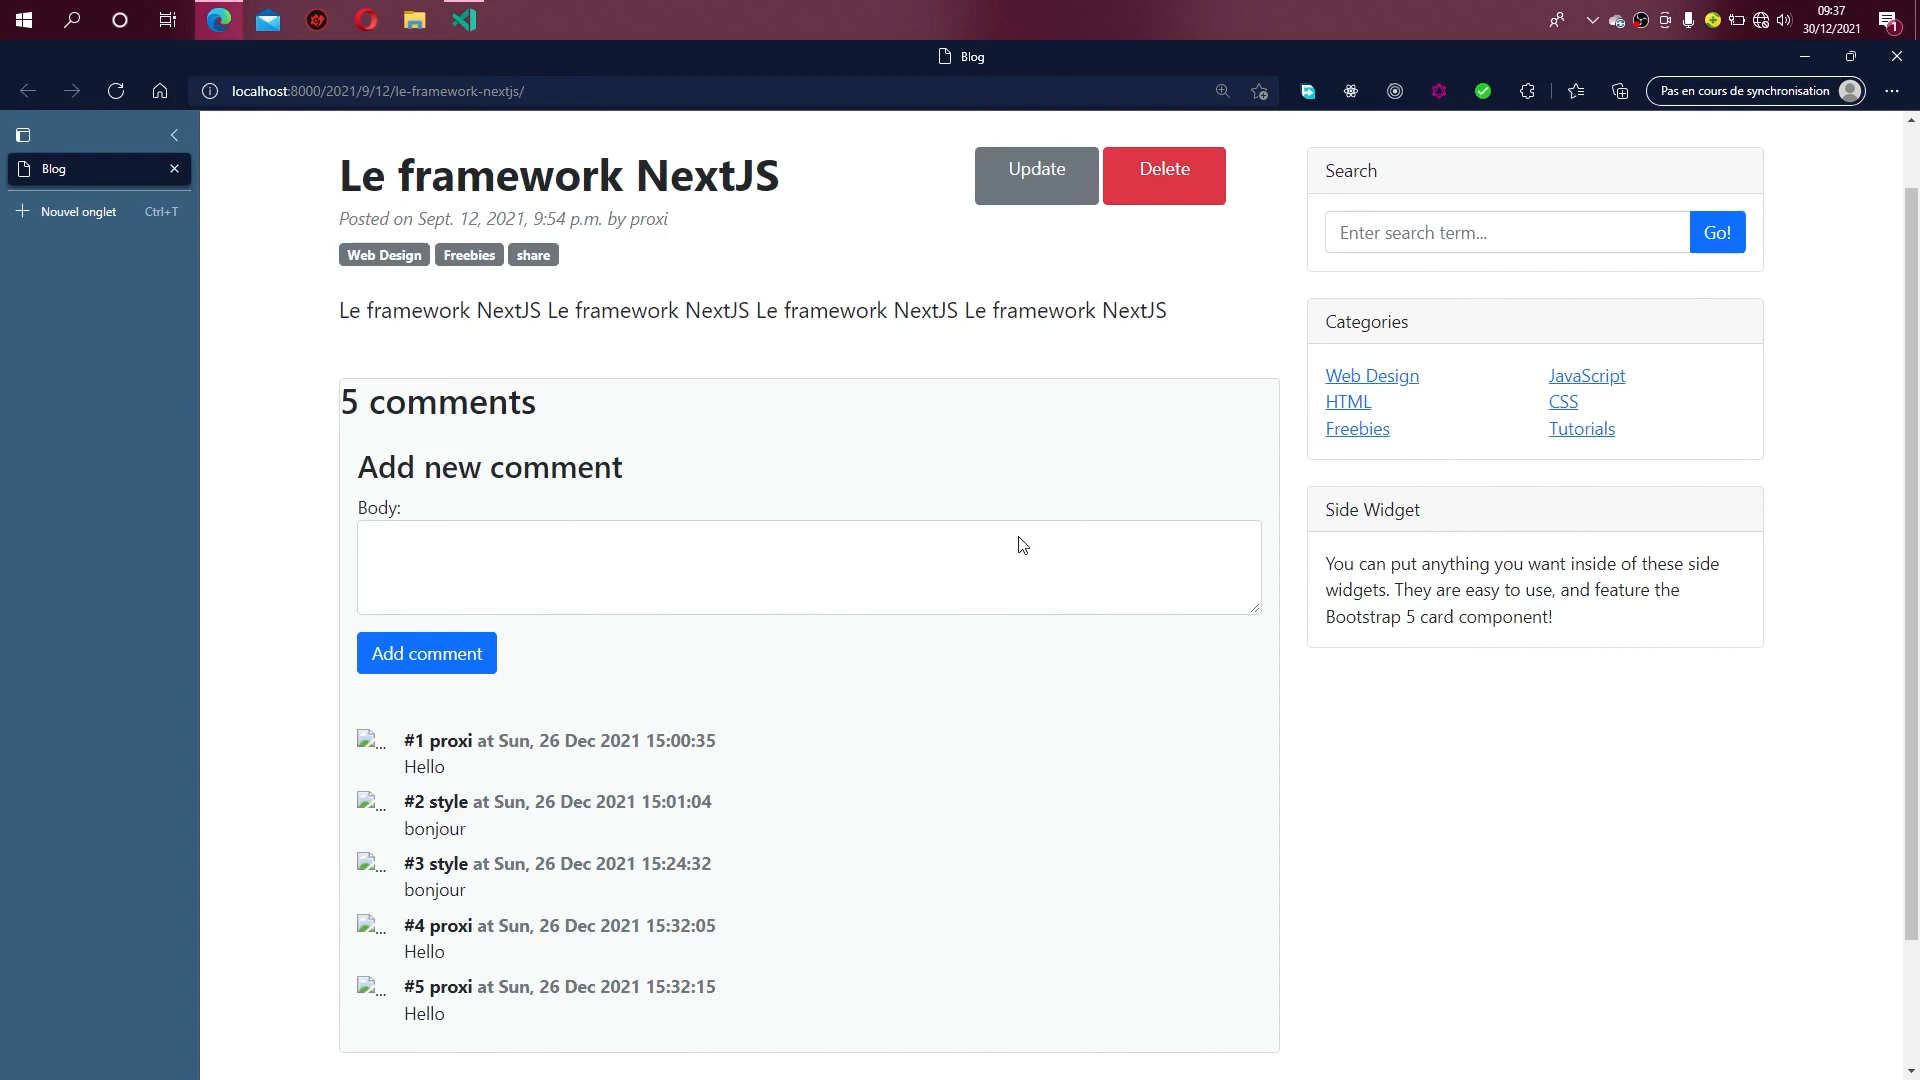 09:37
30/12/2021
1
Blog
localhost:8000/2021/9/12/le-framework-nextjs/
Pas en cours de synchronisation
Blog
Nouvel onglet Ctrl+T
Le framework NextJS
Update Delete
Posted on Sept. 12, 2021, 9:54 p.m. by proxi
Web Design Freebies share
Le framework NextJS Le framework NextJS Le framework NextJS Le framework NextJS
5 comments
Add new comment
Body:
Add comment
... #1 proxi at Sun, 26 Dec 2021 15:00:35
Hello
... #2 style at Sun, 26 Dec 2021 15:01:04
bonjour
... #3 style at Sun, 26 Dec 2021 15:24:32
bonjour
... #4 proxi at Sun, 26 Dec 2021 15:32:05
Hello
... #5 proxi at Sun, 26 Dec 2021 15:32:15
Hello
Search
Enter search term...
Go!
Categories
Web Design JavaScript
HTML CSS
Freebies Tutorials
Side Widget
You can put anything you want inside of these side
widgets. They are easy to use, and feature the
Bootstrap 5 card component!